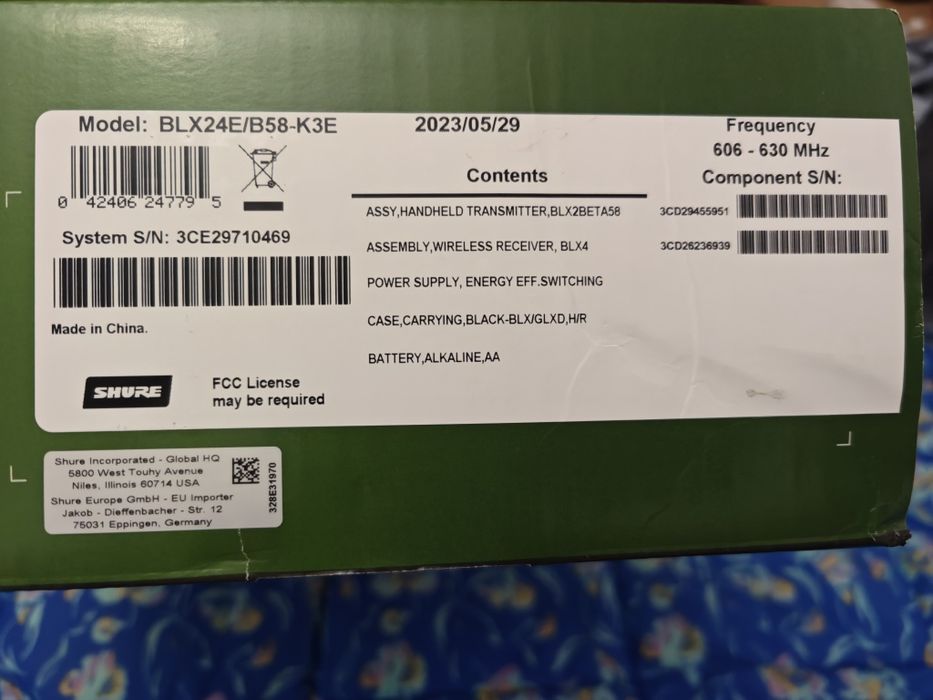 Model: BLX24E/B58-K3E
2023/05/29
Frequency
606 - 630 MHz
Component S/N:
0 42406 24779 5
Contents
System S/N: 3CE29710469
ASSY,HANDHELD TRANSMITTER,BLX2BETA58
3CD29455951
ASSEMBLY,WIRELESS RECEIVER, BLX4
3CD26236939
POWER SUPPLY, ENERGY EFF.SWITCHING
CASE,CARRYING,BLACK-BLX/GLXD,H/R
BATTERY,ALKALINE,AA
Made in China.
SHURE
FCC License
may be required
Shure Incorporated - Global HQ
5800 West Touhy Avenue
Niles, Illinois 60714 USA
Shure Europe GmbH - EU Importer
Jakob - Dieffenbacher - Str. 12
75031 Eppingen, Germany
328E31970